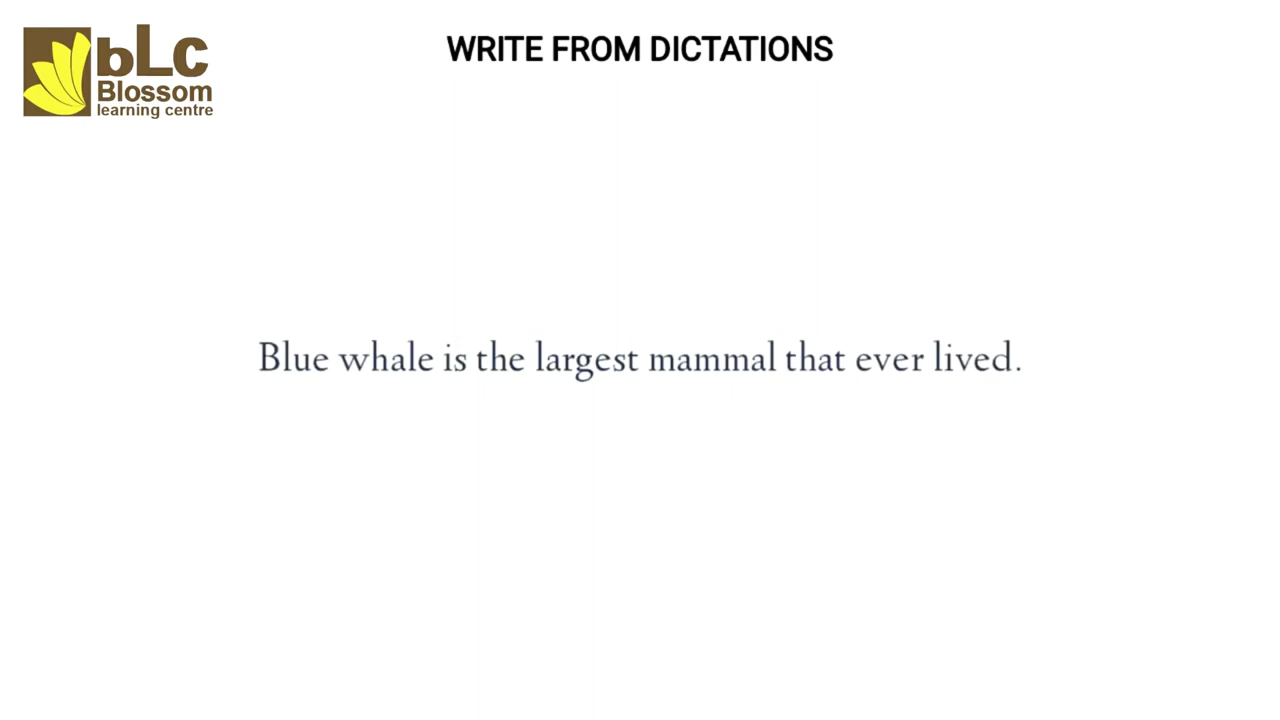 bLc
Blossom
learning centre
WRITE FROM DICTATIONS
Blue whale is the largest mammal that ever lived.